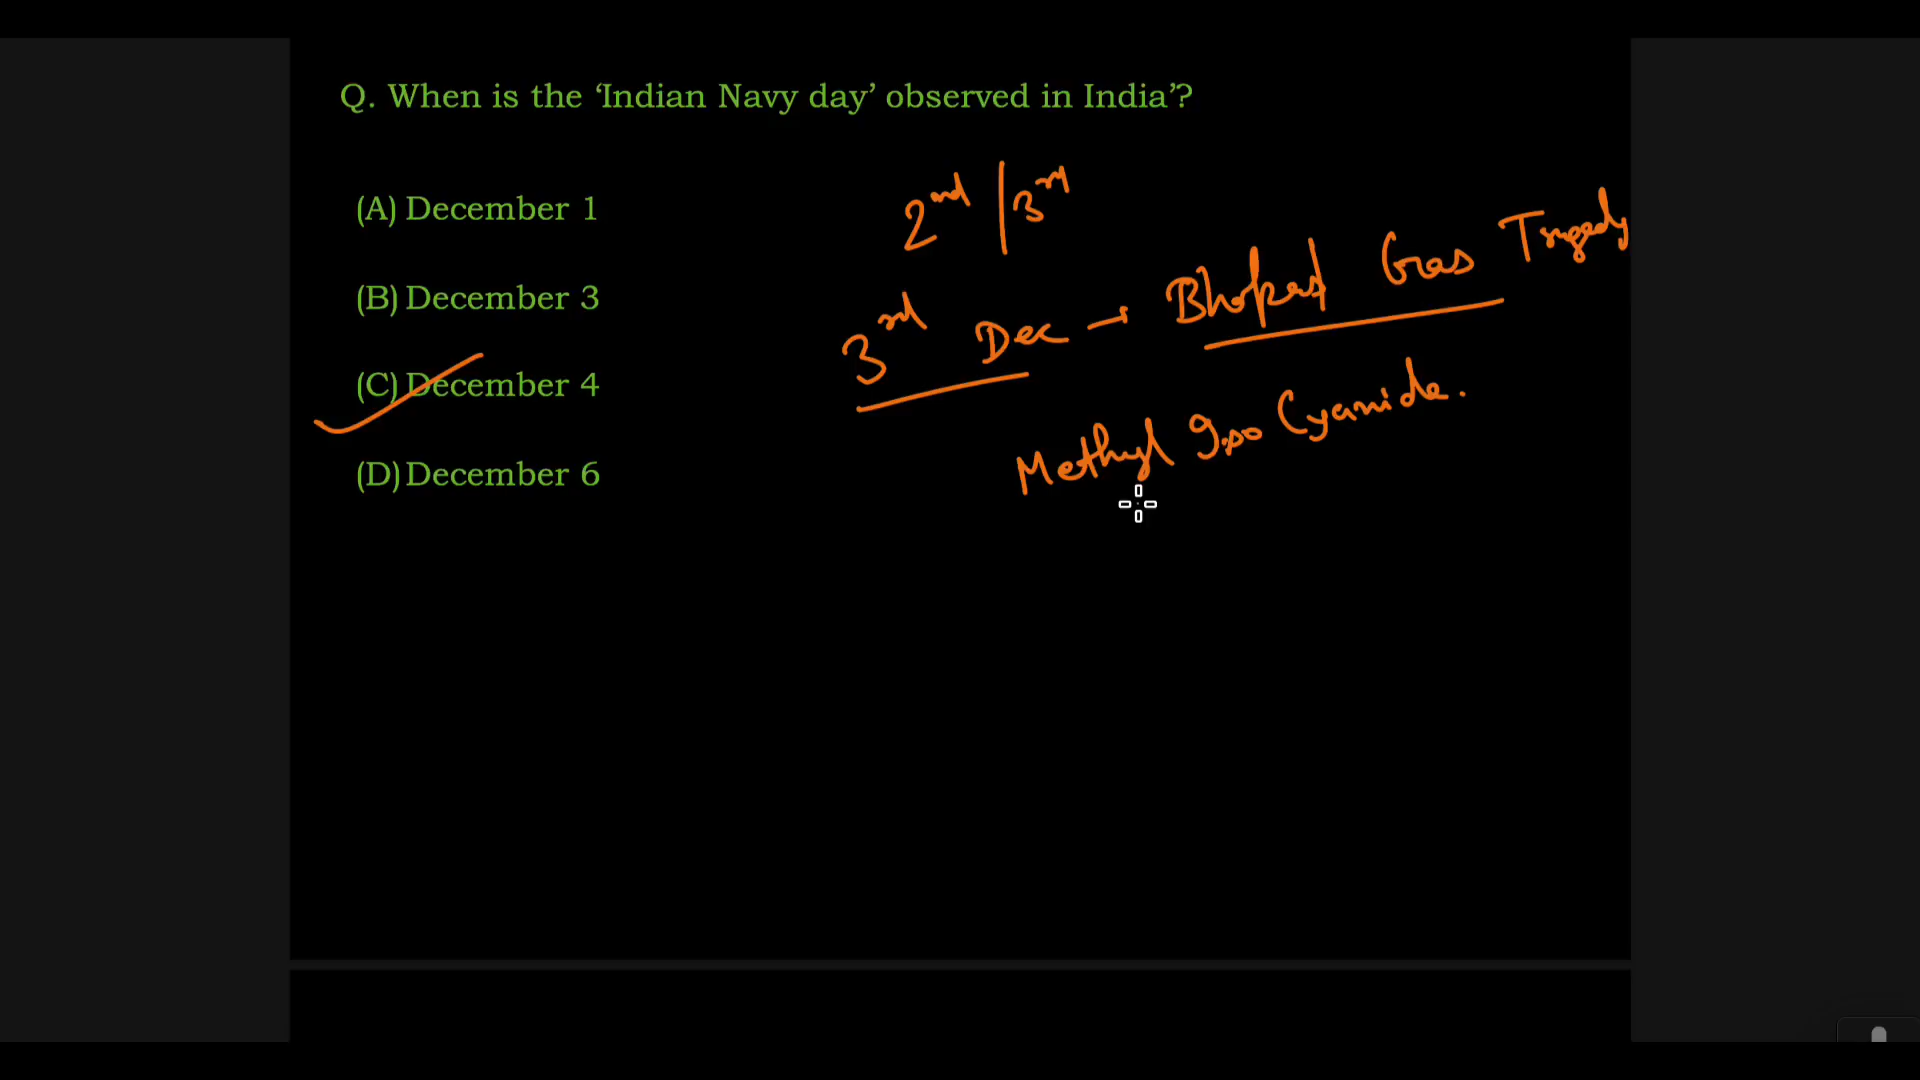 Q. When is the ‘Indian Navy day’ observed in India’?
(A) December 1
(B) December 3
(C) December 4
(D) December 6
2nd | 3rd
3rd Dec → Bhopal Gas Tragedy
Methyl Iso Cyanide.